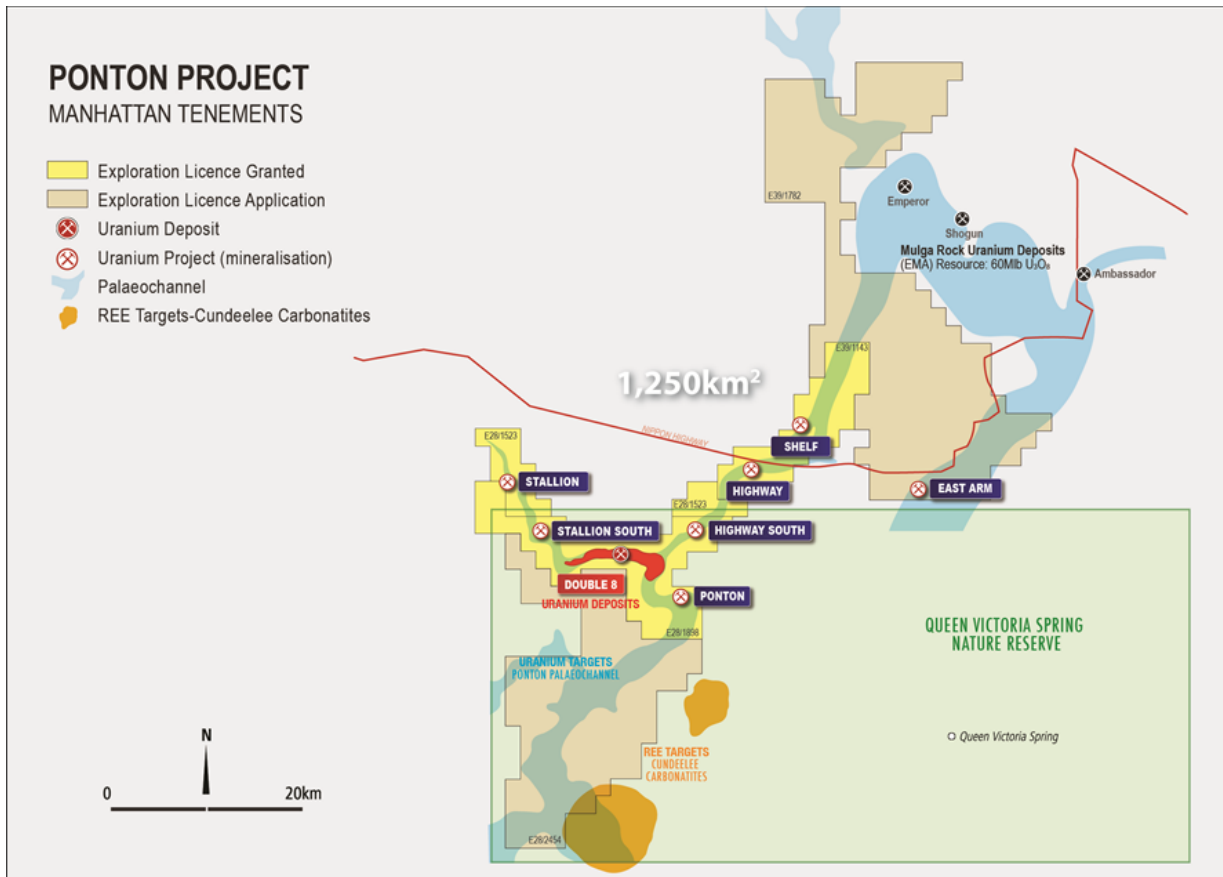 PONTON PROJECT
MANHATTAN TENEMENTS
Exploration Licence Granted
Exploration Licence Application
Uranium Deposit
Uranium Project (mineralisation)
Palaeochannel
REE Targets-Cundeelee Carbonatites
E39/1782
Emperor
Shogun
Mulga Rock Uranium Deposits
(EMA) Resource: 60Mlb U₃O₈
Ambassador
E39/1143
1,250km²
NIPPON HIGHWAY
SHELF
E28/1523
STALLION
HIGHWAY
EAST ARM
E28/1523
STALLION SOUTH
HIGHWAY SOUTH
DOUBLE 8
URANIUM DEPOSITS
PONTON
E28/1898
QUEEN VICTORIA SPRING
NATURE RESERVE
URANIUM TARGETS
PONTON PALAEOCHANNEL
Queen Victoria Spring
REE TARGETS
CUNDEELEE
CARBONATITES
N
0 20km
E28/2454